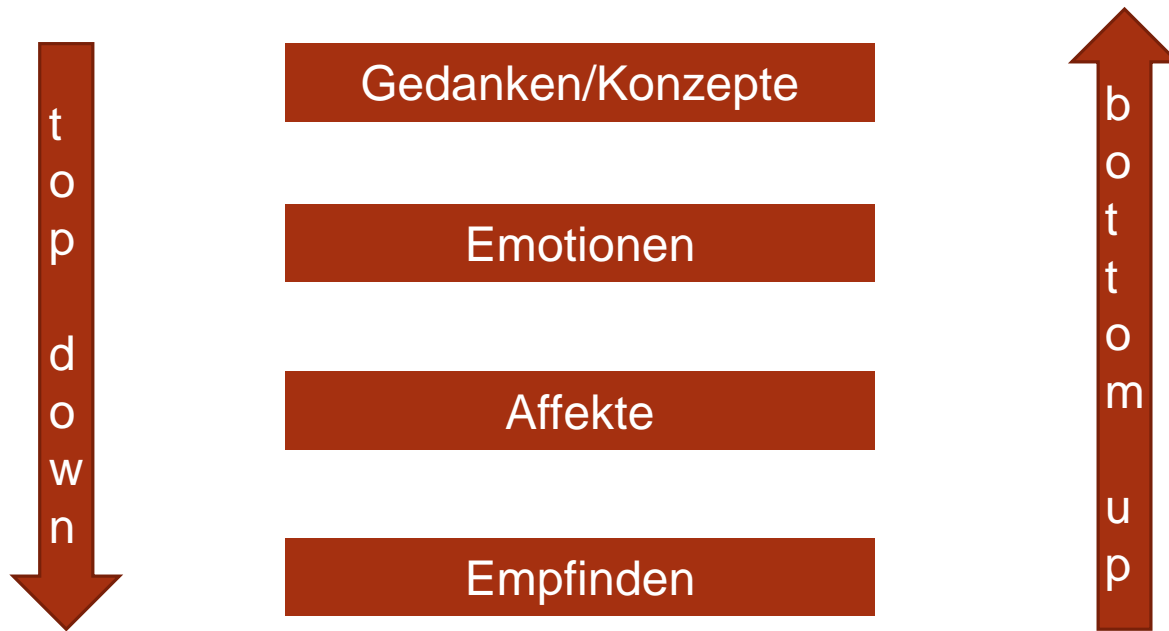 top down
Gedanken/Konzepte
Emotionen
Affekte
Empfinden
bottom up